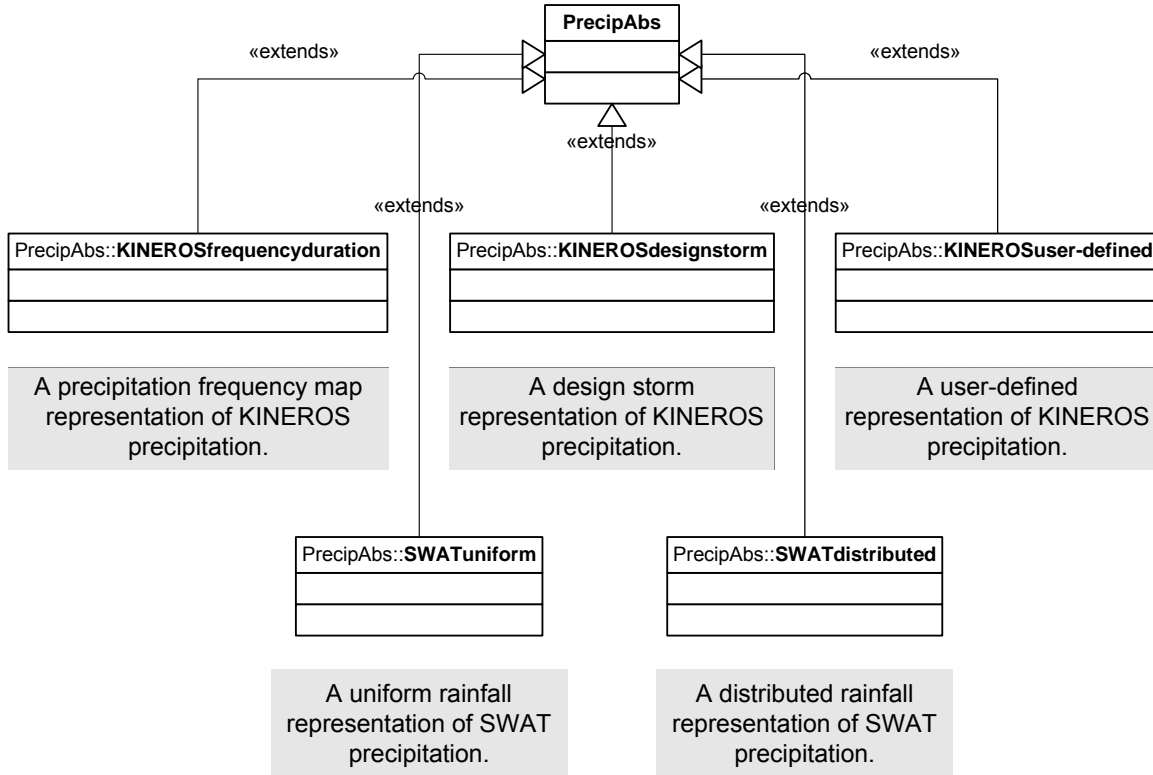 PrecipAbs
«extends»
«extends»
«extends»
«extends»
«extends»
PrecipAbs::KINEROSfrequencyduration
PrecipAbs::KINEROSdesignstorm
PrecipAbs::KINEROSuser-defined
A precipitation frequency map
representation of KINEROS
precipitation.
A design storm
representation of KINEROS
precipitation.
A user-defined
representation of KINEROS
precipitation.
PrecipAbs::SWATuniform
PrecipAbs::SWATdistributed
A uniform rainfall
representation of SWAT
precipitation.
A distributed rainfall
representation of SWAT
precipitation.